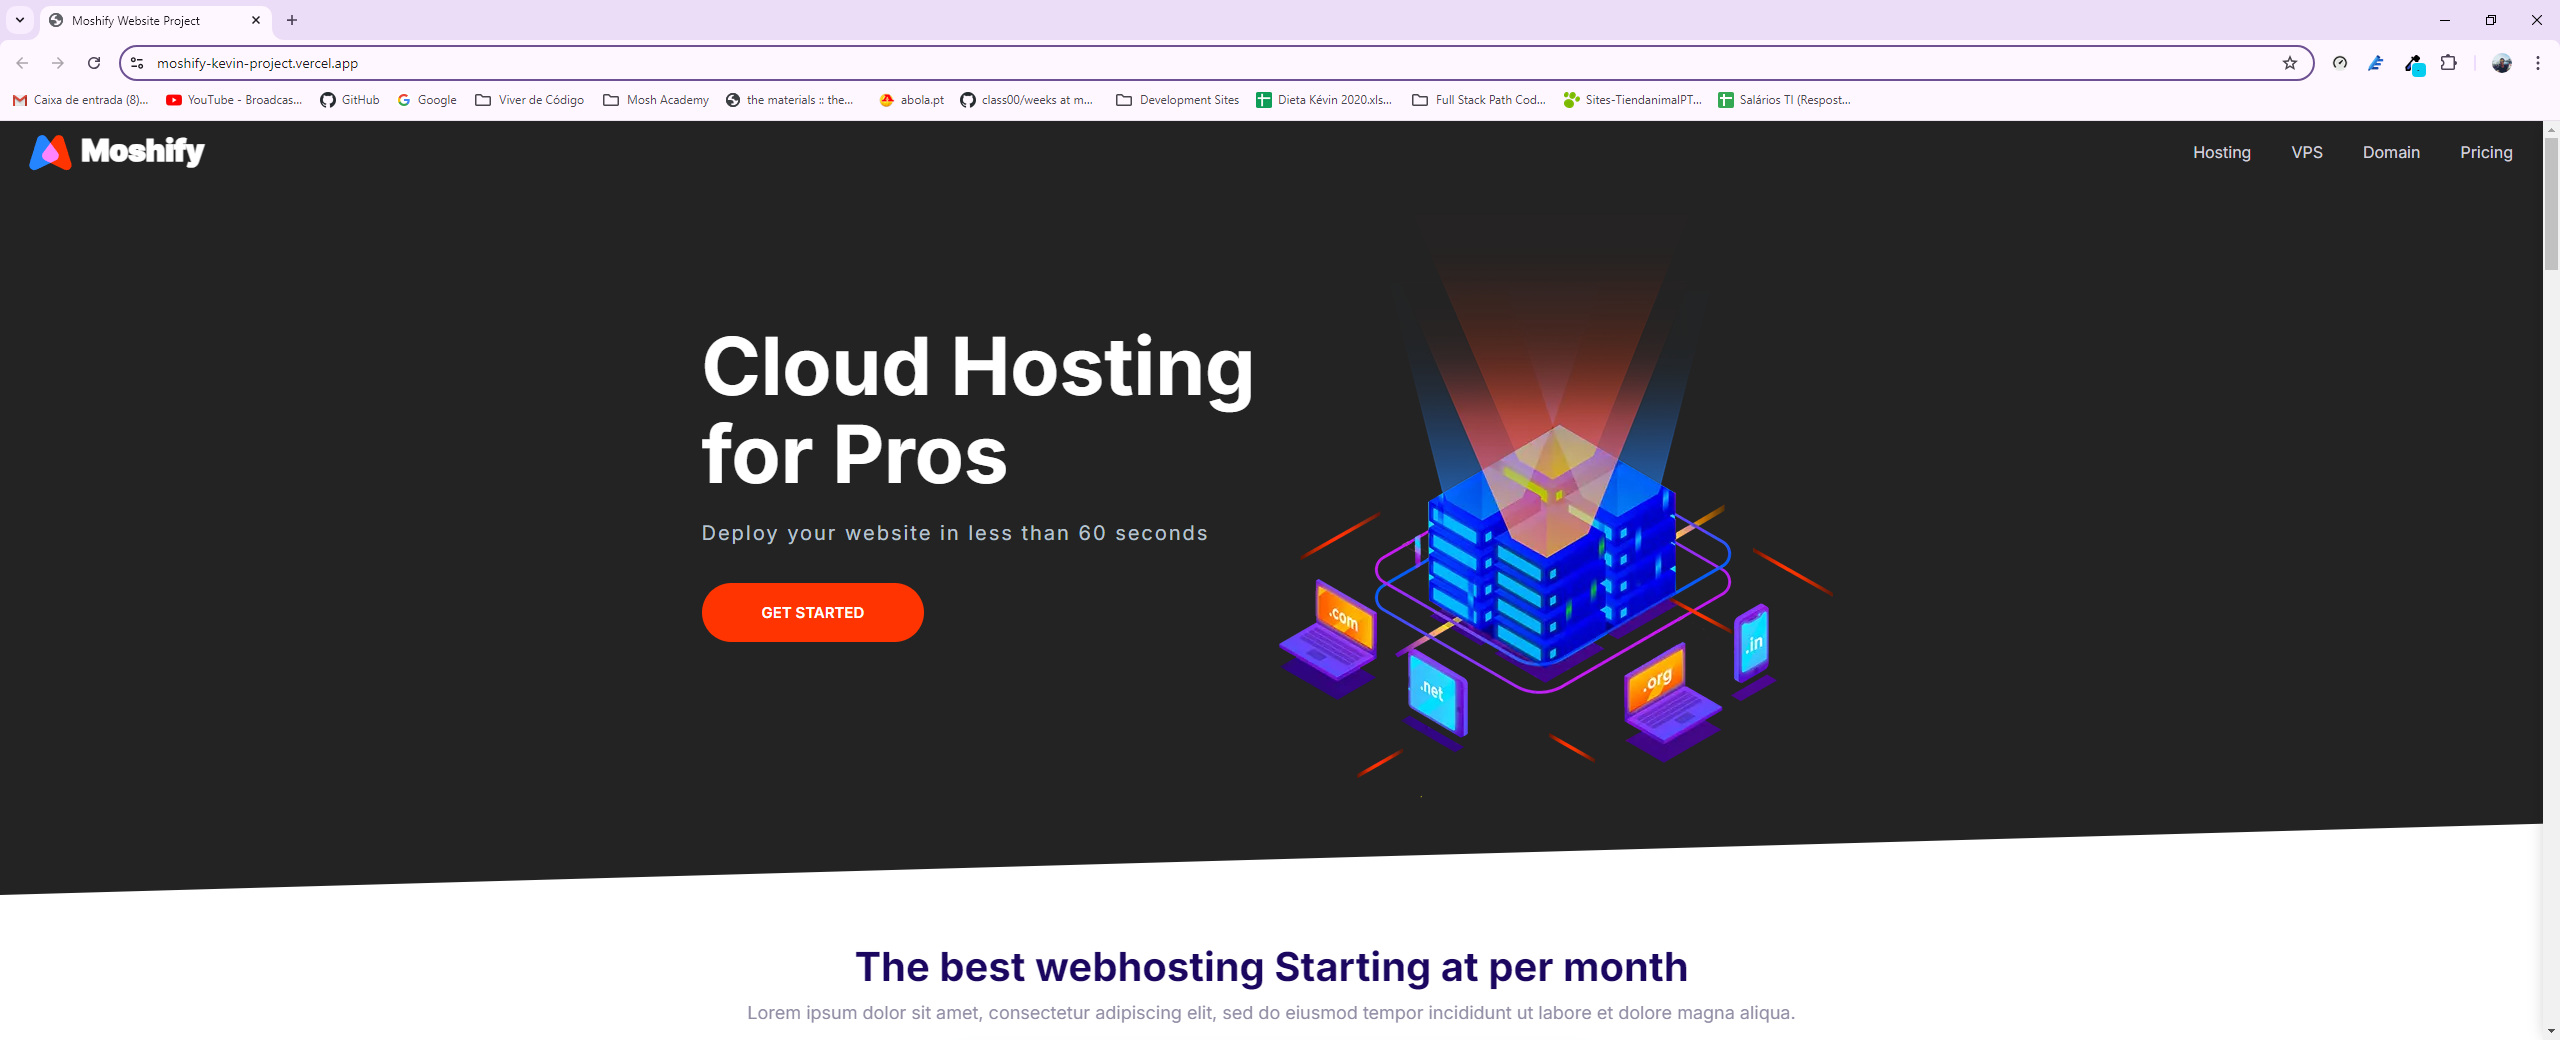 Moshify Website Project
moshify-kevin-project.vercel.app
Caixa de entrada (8)... YouTube - Broadcas... GitHub Google Viver de Código Mosh Academy the materials :: the... abola.pt class00/weeks at m... Development Sites Dieta Kévin 2020.xls... Full Stack Path Cod... Sites-TiendanimalPT... Salários TI (Respost...
Moshify Hosting VPS Domain Pricing
Cloud Hosting
for Pros
Deploy your website in less than 60 seconds
GET STARTED
.com
.net
.org
.in
The best webhosting Starting at per month
Lorem ipsum dolor sit amet, consectetur adipiscing elit, sed do eiusmod tempor incididunt ut labore et dolore magna aliqua.